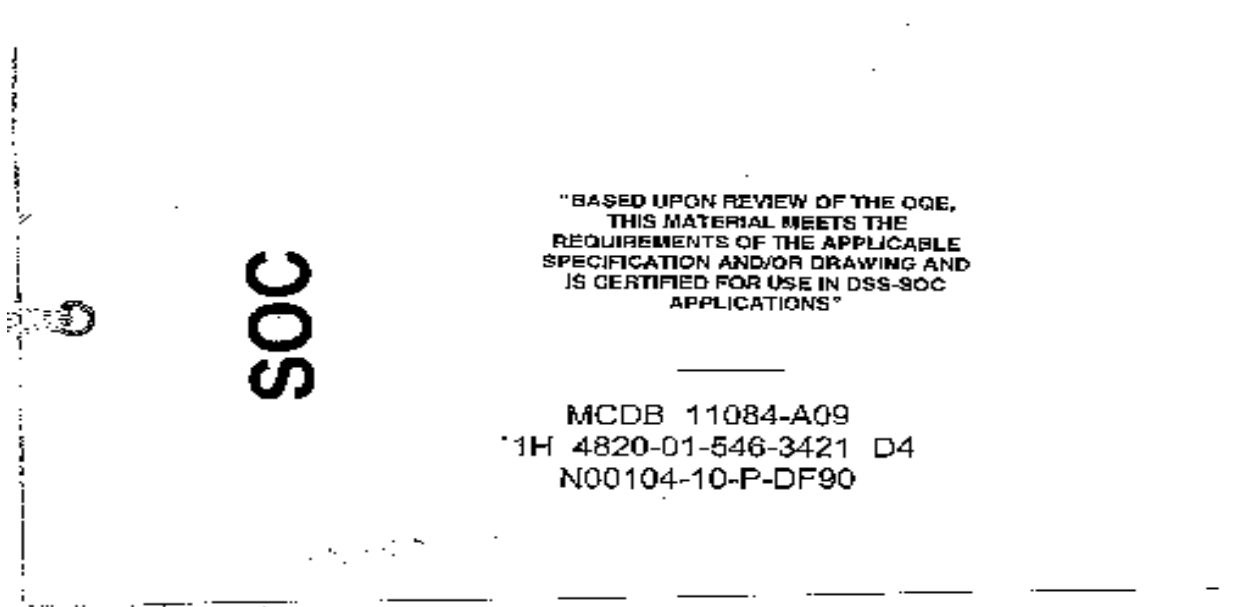 SOC
"BASED UPON REVIEW OF THE OQE,
THIS MATERIAL MEETS THE
REQUIREMENTS OF THE APPLICABLE
SPECIFICATION AND/OR DRAWING AND
IS CERTIFIED FOR USE IN DSS-SOC
APPLICATIONS"
MCDB 11084-A09
1H 4820-01-546-3421 D4
N00104-10-P-DF90